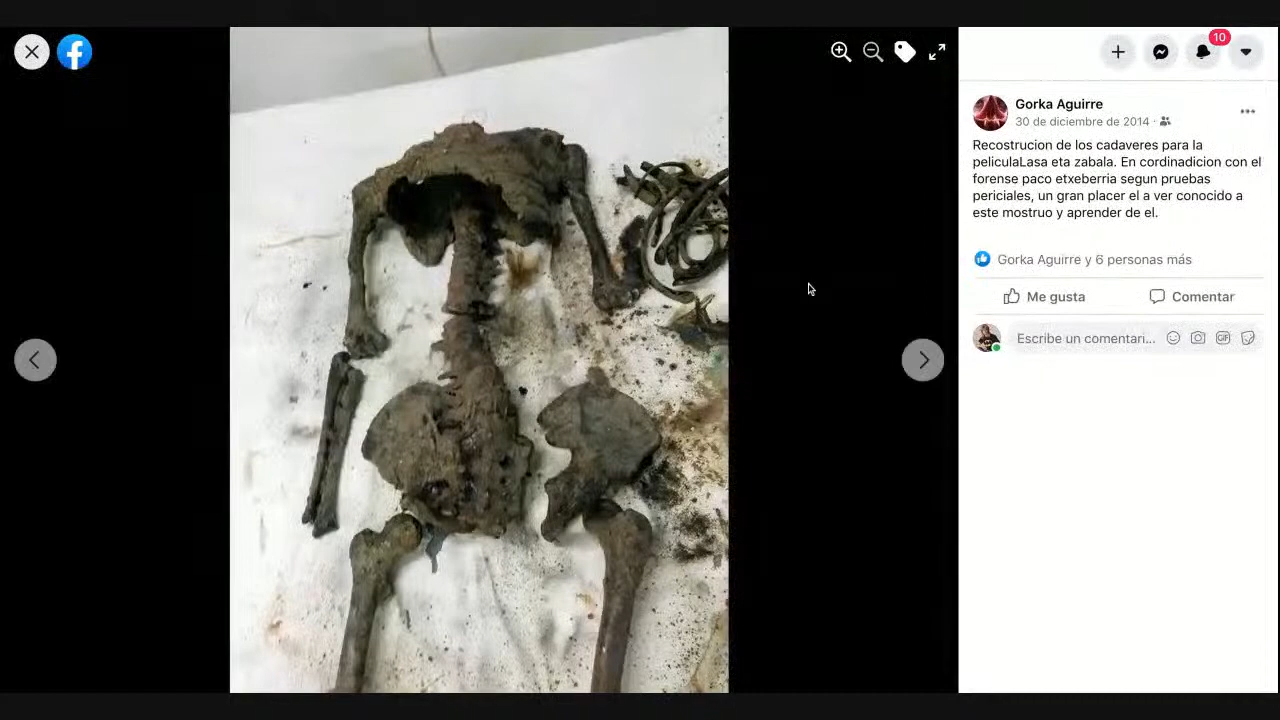 10
Gorka Aguirre
30 de diciembre de 2014
Recostrucion de los cadaveres para la
peliculaLasa eta zabala. En cordinadicion con el
forense paco etxeberria segun pruebas
periciales, un gran placer el a ver conocido a
este mostruo y aprender de el.
Gorka Aguirre y 6 personas más
Me gusta Comentar
Escribe un comentari... GIF